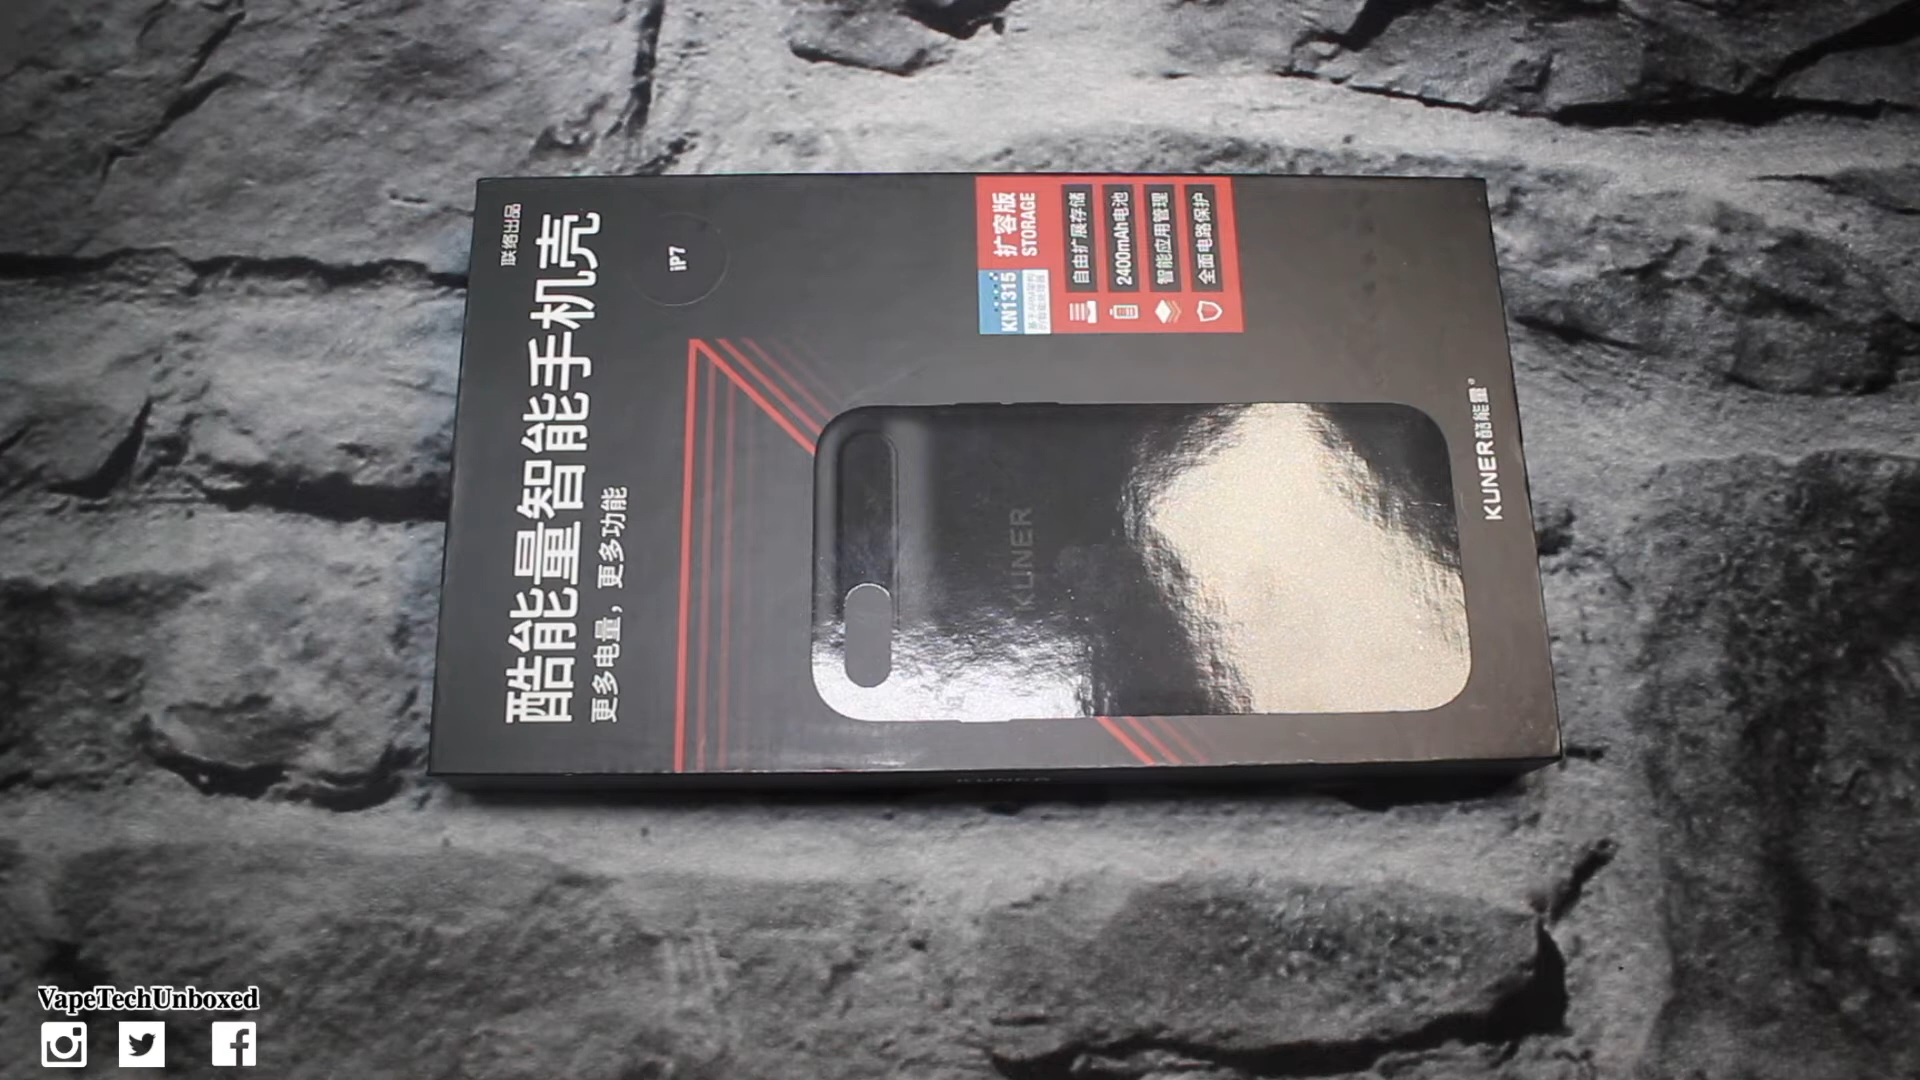 联络出品
酷能量智能手机壳
更多电量，更多功能
iP7
扩容版
STORAGE
KN1315
自由扩展存储
2400mAh电池
智能应用管理
全面电路保护
KUNER
KUNER酷能量
KUNER
VapeTechUnboxed